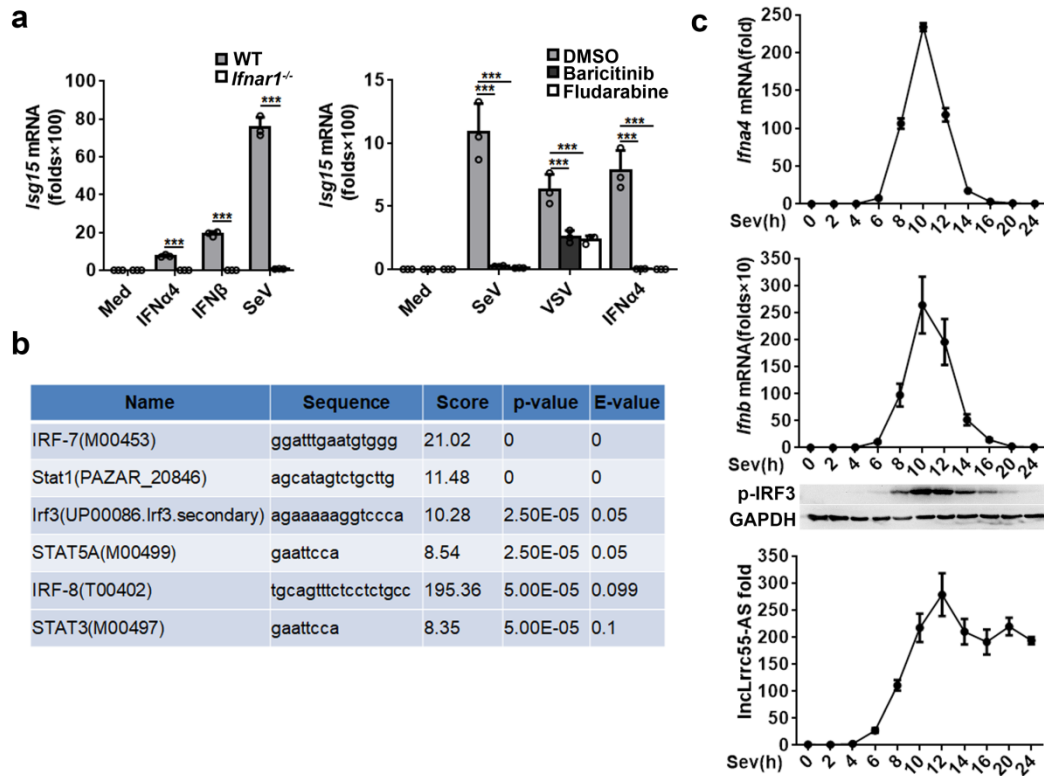 a
WT
Ifnar1-/-
Isg15 mRNA
(folds×100)
100
80
60
40
20
0
***
***
***
Med
IFNα4
IFNβ
SeV
DMSO
Baricitinib
Fludarabine
Isg15 mRNA
(folds×100)
15
10
5
0
***
***
***
***
***
***
Med
SeV
VSV
IFNα4
b
Name Sequence Score p-value E-value
IRF-7(M00453) ggatttgaatgtggg 21.02 0 0
Stat1(PAZAR_20846) agcatagtctgcttg 11.48 0 0
Irf3(UP00086.Irf3.secondary) agaaaaaggtccca 10.28 2.50E-05 0.05
STAT5A(M00499) gaattcca 8.54 2.50E-05 0.05
IRF-8(T00402) tgcagtttctcctctgcc 195.36 5.00E-05 0.099
STAT3(M00497) gaattcca 8.35 5.00E-05 0.1
c
Ifna4 mRNA(fold)
250
200
150
100
50
0
Sev(h) 0 2 4 6 8 10 12 14 16 20 24
Ifnb mRNA(folds×10)
350
300
250
200
150
100
50
0
Sev(h) 0 2 4 6 8 10 12 14 16 20 24
p-IRF3
GAPDH
lncLrrc55-AS fold
350
300
250
200
150
100
50
0
Sev(h) 0 2 4 6 8 10 12 14 16 20 24